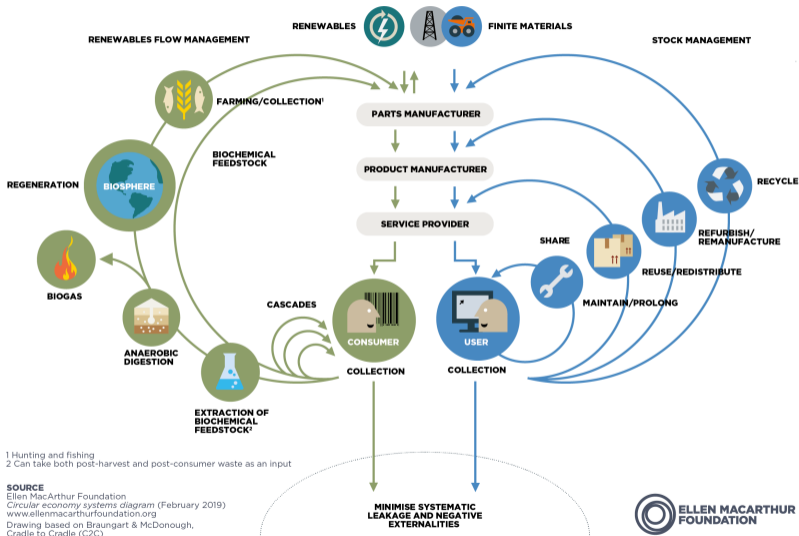 RENEWABLES
FINITE MATERIALS
RENEWABLES FLOW MANAGEMENT
STOCK MANAGEMENT
FARMING/COLLECTION¹
PARTS MANUFACTURER
BIOCHEMICAL
FEEDSTOCK
PRODUCT MANUFACTURER
REGENERATION
BIOSPHERE
RECYCLE
SERVICE PROVIDER
SHARE
REFURBISH/
REMANUFACTURE
REUSE/REDISTRIBUTE
BIOGAS
CASCADES
MAINTAIN/PROLONG
CONSUMER
USER
ANAEROBIC
DIGESTION
COLLECTION
COLLECTION
EXTRACTION OF
BIOCHEMICAL
FEEDSTOCK²
1 Hunting and fishing
2 Can take both post-harvest and post-consumer waste as an input
SOURCE
Ellen MacArthur Foundation
Circular economy systems diagram (February 2019)
www.ellenmacarthurfoundation.org
Drawing based on Braungart & McDonough,
Cradle to Cradle (C2C)
MINIMISE SYSTEMATIC
LEAKAGE AND NEGATIVE
EXTERNALITIES
ELLEN MACARTHUR
FOUNDATION